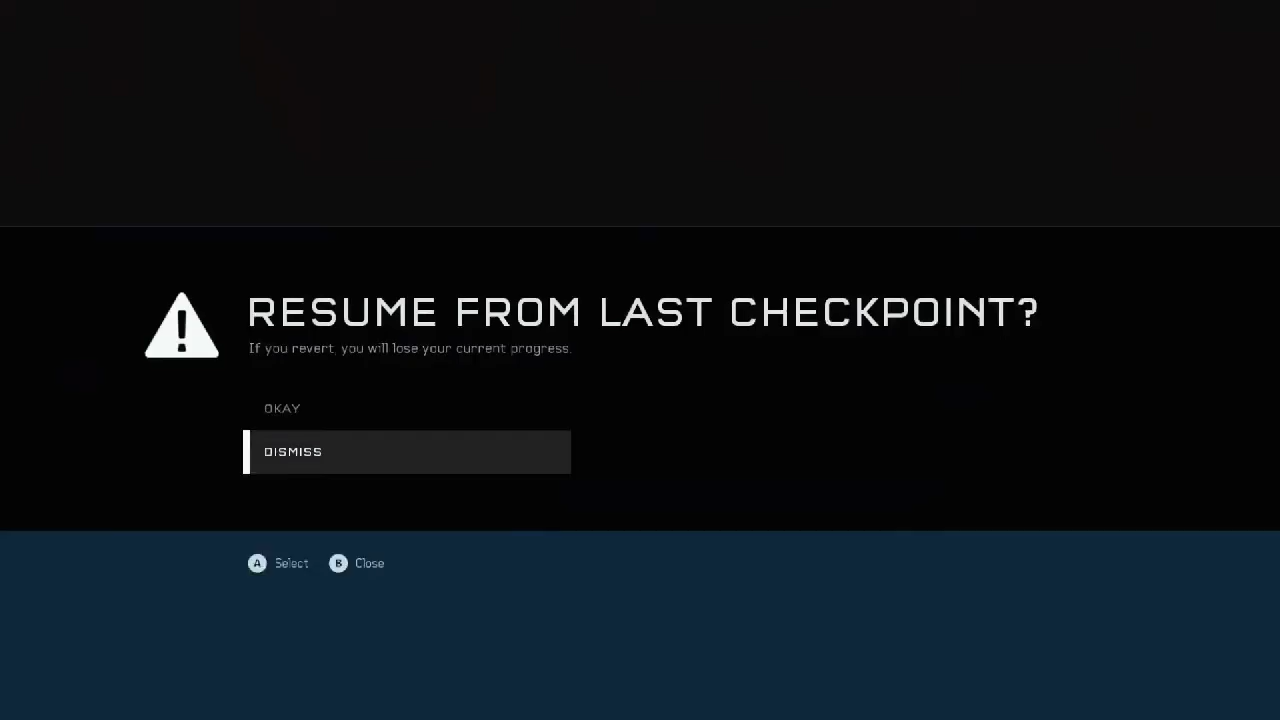 RESUME FROM LAST CHECKPOINT?
If you revert, you will lose your current progress.
OKAY
DISMISS
A Select B Close